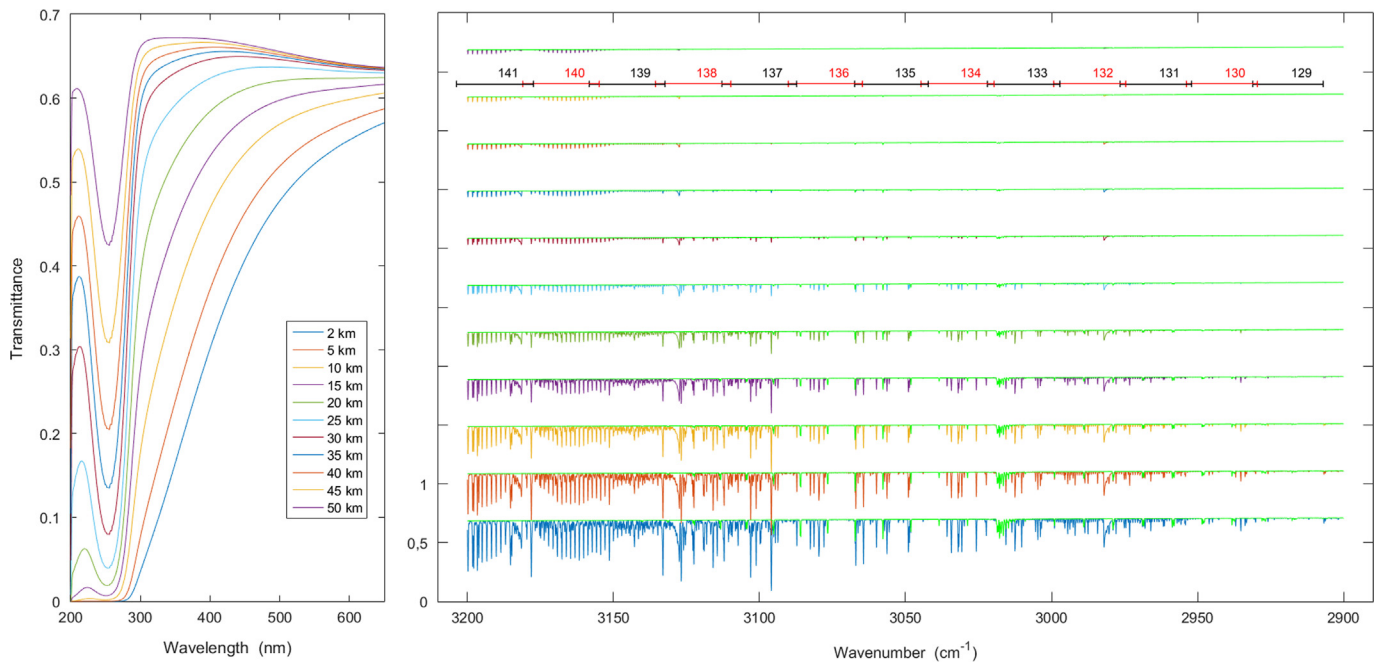 0.7
0.6
0.5
0.4
0.3
0.2
0.1
0
Transmittance
200 300 400 500 600
Wavelength (nm)
2 km
5 km
10 km
15 km
20 km
25 km
30 km
35 km
40 km
45 km
50 km
141 140 139 138 137 136 135 134 133 132 131 130 129
1
0,5
0
3200 3150 3100 3050 3000 2950 2900
Wavenumber (cm-1)